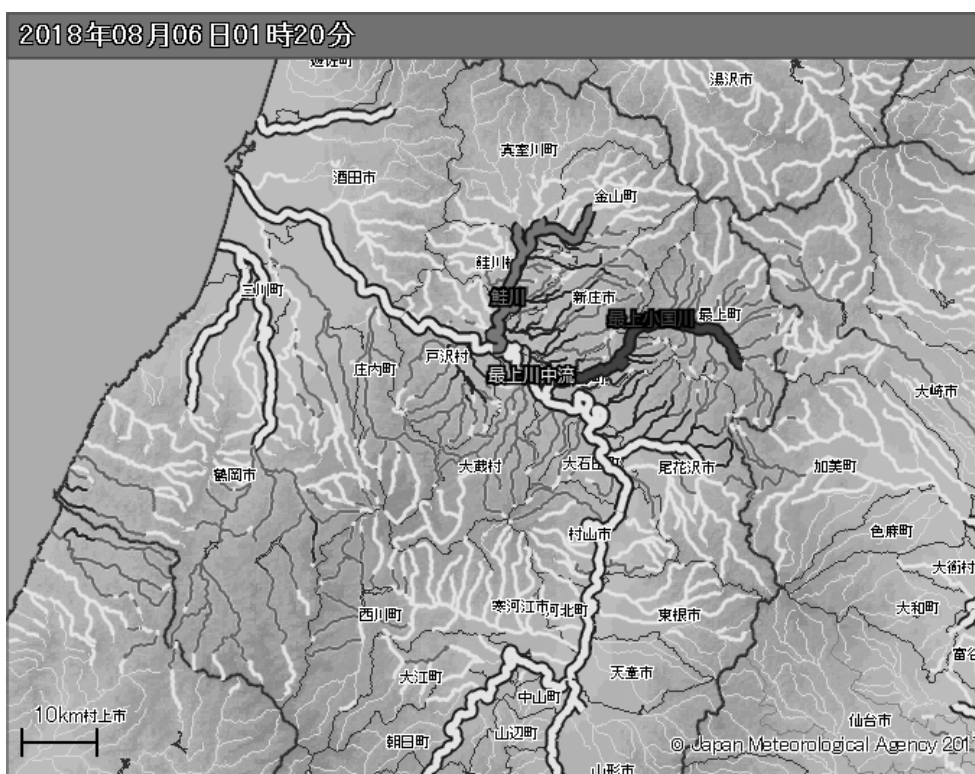 2018年08月06日01時20分
遊佐町
湯沢市
真室川町
酒田市
金山町
鮭川村
三川町
鮭川
新庄市
最上小国川
最上町
戸沢村
庄内町
最上川中流
大崎市
鶴岡市
大蔵村
大石田町
尾花沢市
加美町
村山市
色麻町
大衡村
西川町
寒河江市
河北町
東根市
大和町
富谷
大江町
天童市
中山町
10km
村上市
朝日町
山辺町
仙台市
山形市
© Japan Meteorological Agency 201